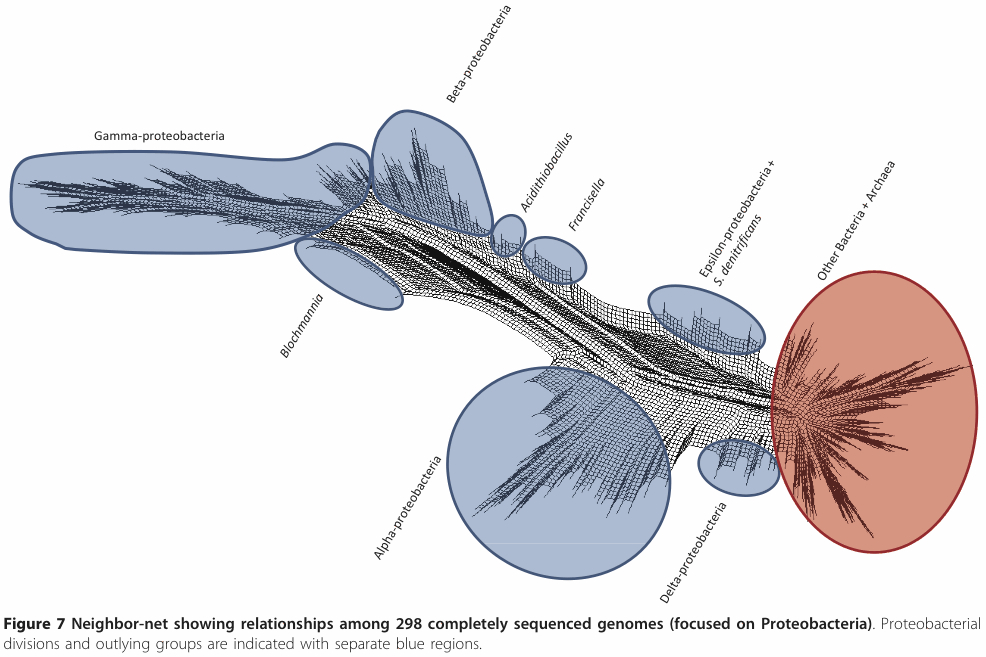 Beta-proteobacteria
Gamma-proteobacteria
Acidithiobacillus
Francisella
Epsilon-proteobacteria +
S. denitrificans
Other Bacteria + Archaea
Blochmannia
Alpha-proteobacteria
Delta-proteobacteria
Figure 7 Neighbor-net showing relationships among 298 completely sequenced genomes (focused on Proteobacteria). Proteobacterial
divisions and outlying groups are indicated with separate blue regions.